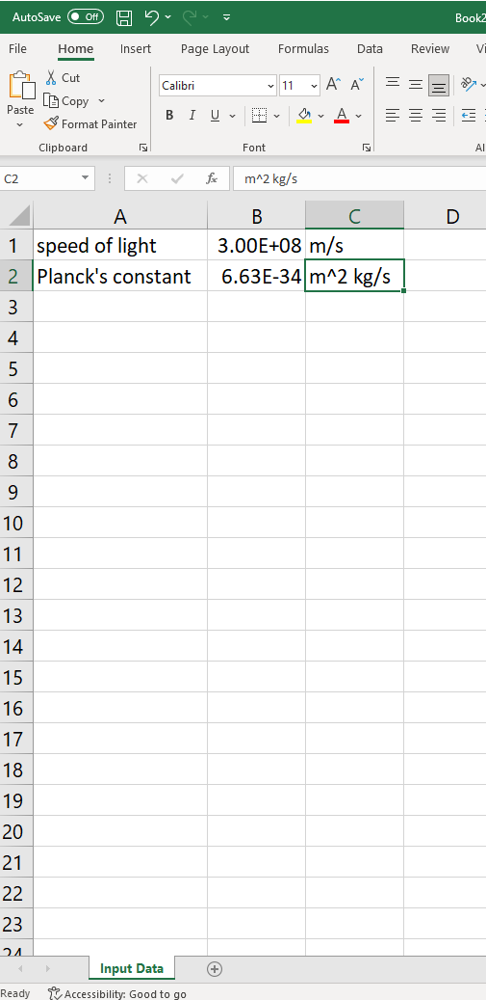 AutoSave Off Book2
File Home Insert Page Layout Formulas Data Review Vi
Cut
Calibri 11 A^ Aˇ
Copy
Paste
B I U A
Format Painter
Clipboard Font Al
C2 fx m^2 kg/s
A B C D
1 speed of light 3.00E+08 m/s
2 Planck's constant 6.63E-34 m^2 kg/s
3
4
5
6
7
8
9
10
11
12
13
14
15
16
17
18
19
20
21
22
23
24
Input Data
Ready Accessibility: Good to go